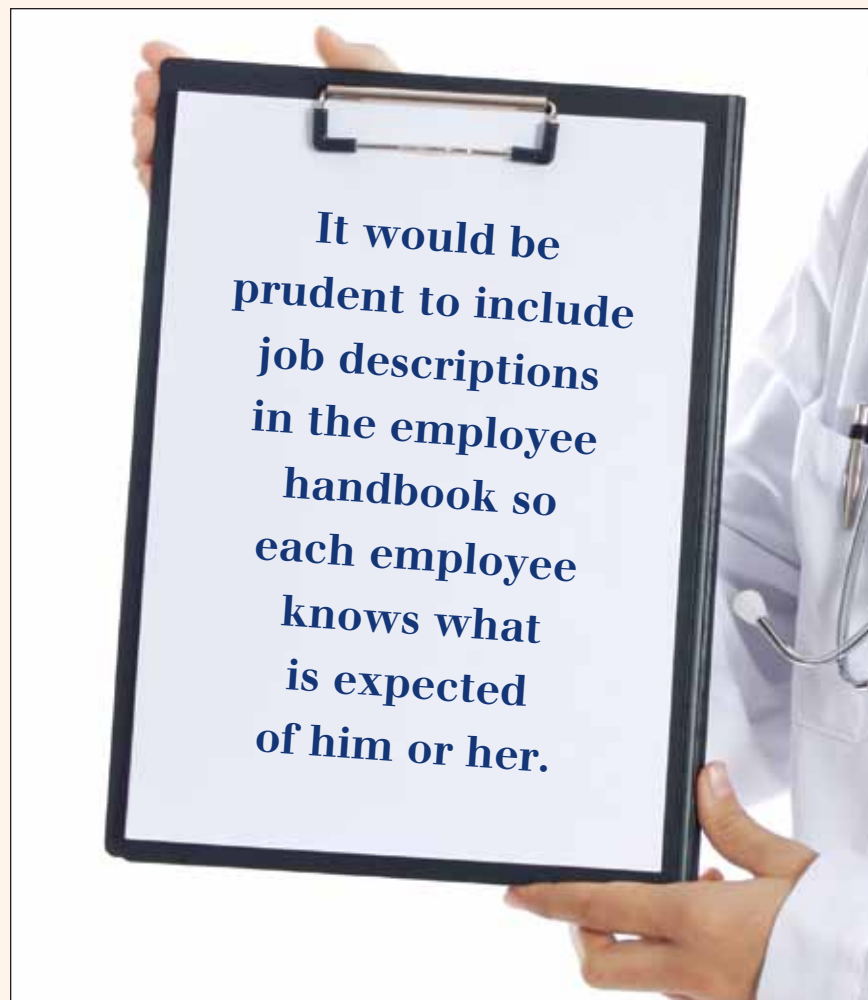 It would be
prudent to include
job descriptions
in the employee
handbook so
each employee
knows what
is expected
of him or her.